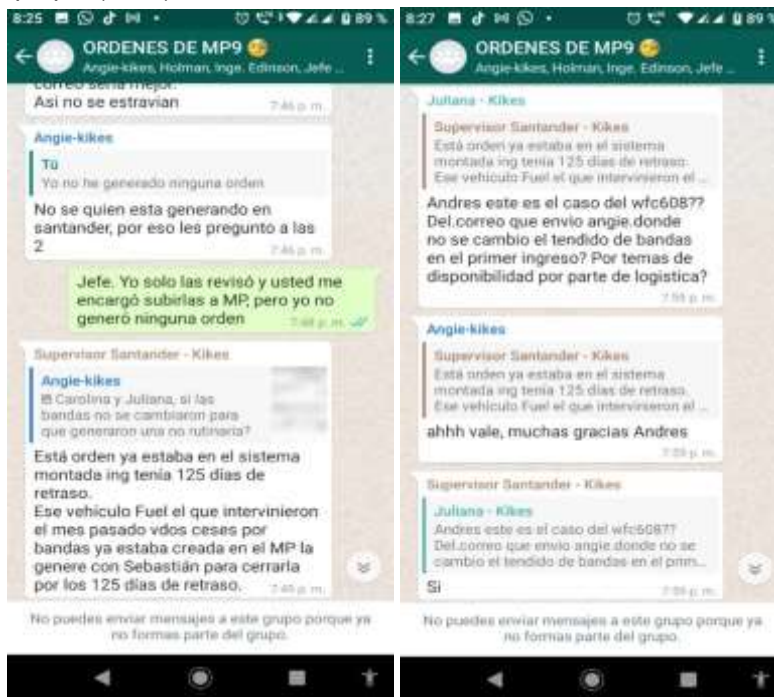 8:25
89 %
ORDENES DE MP9
Angie-kikes, Holman, Inge. Edinson, Jefe ...
correo seria mejor.
Asi no se estravian
7:46 p. m.
Angie-kikes
Tú
Yo no he generado ninguna orden
No se quien esta generando en
santander, por eso les pregunto a las
2
7:46 p. m.
Jefe. Yo solo las revisó y usted me
encargó subirlas a MP, pero yo no
generó ninguna orden
7:48 p. m.
Supervisor Santander - Kikes
Angie-kikes
Carolina y Juliana, si las
bandas no se cambiaron para
que generaron una no rutinaria?
Está orden ya estaba en el sistema
montada ing tenía 125 días de
retraso.
Ese vehículo Fuel el que intervinieron
el mes pasado vdos ceses por
bandas ya estaba creada en el MP la
genere con Sebastián para cerrarla
por los 125 días de retraso.
No puedes enviar mensajes a este grupo porque ya
no formas parte del grupo.
8:27
89 %
ORDENES DE MP9
Angie-kikes, Holman, Inge. Edinson, Jefe ...
Juliana - Kikes
Supervisor Santander - Kikes
Está orden ya estaba en el sistema
montada ing tenía 125 días de retraso.
Ese vehículo Fuel el que intervinieron el ...
Andres este es el caso del wfc608??
Del.correo que envio angie.donde
no se cambio el tendido de bandas
en el primer ingreso? Por temas de
disponibilidad por parte de logistica?
Angie-kikes
Supervisor Santander - Kikes
Está orden ya estaba en el sistema
montada ing tenía 125 días de retraso.
Ese vehículo Fuel el que intervinieron el ...
ahhh vale, muchas gracias Andres
Supervisor Santander - Kikes
Juliana - Kikes
Andres este es el caso del wfc608??
Del.correo que envio angie.donde no se
cambio el tendido de bandas en el prim...
Si
No puedes enviar mensajes a este grupo porque ya
no formas parte del grupo.